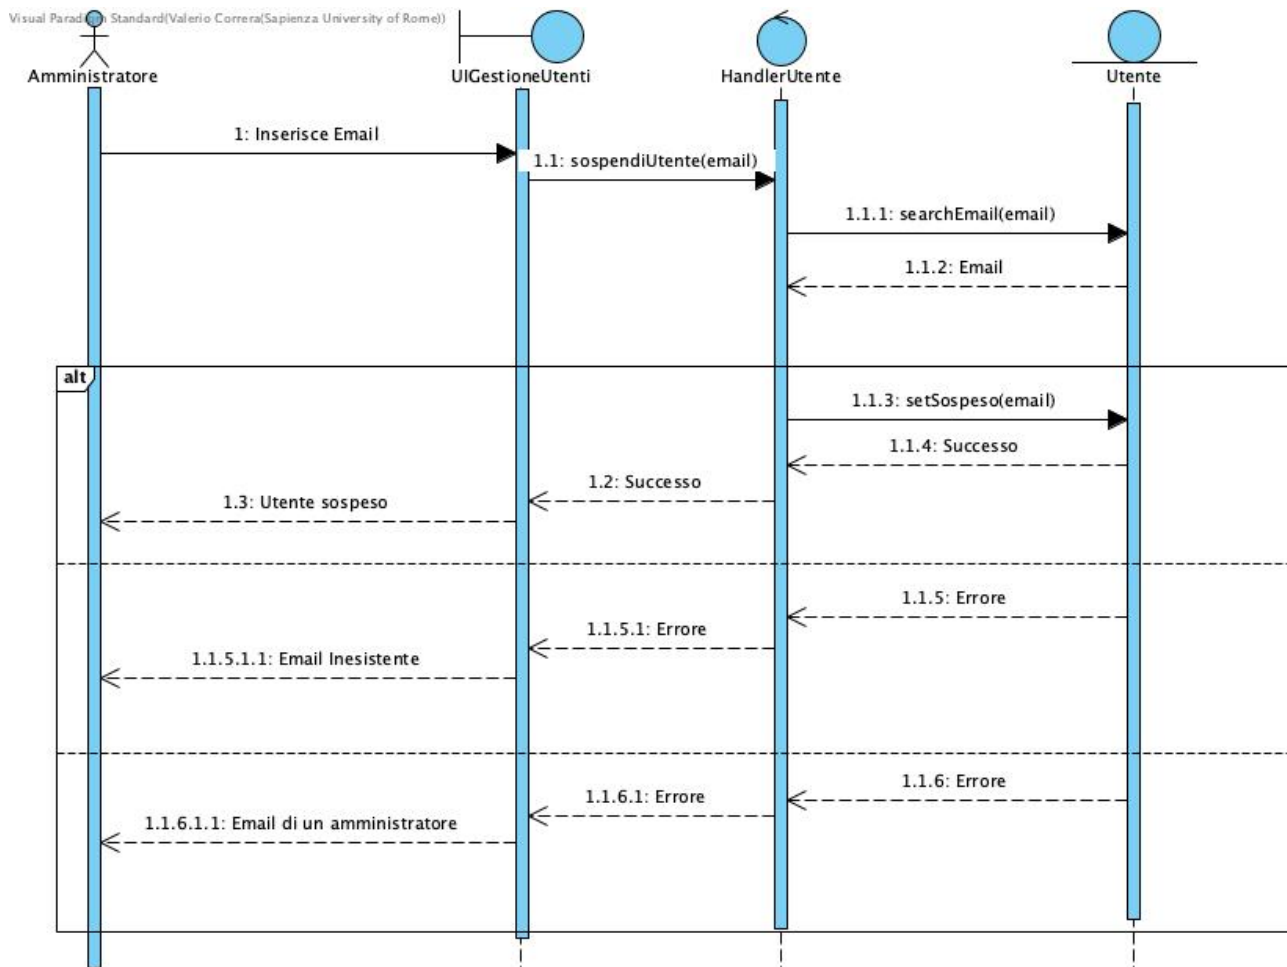 Visual Paradigm Standard(Valerio Correra(Sapienza University of Rome))
Amministratore
UIGestioneUtenti
HandlerUtente
Utente
1: Inserisce Email
1.1: sospendiUtente(email)
1.1.1: searchEmail(email)
1.1.2: Email
alt
1.1.3: setSospeso(email)
1.1.4: Successo
1.2: Successo
1.3: Utente sospeso
1.1.5: Errore
1.1.5.1: Errore
1.1.5.1.1: Email Inesistente
1.1.6: Errore
1.1.6.1: Errore
1.1.6.1.1: Email di un amministratore